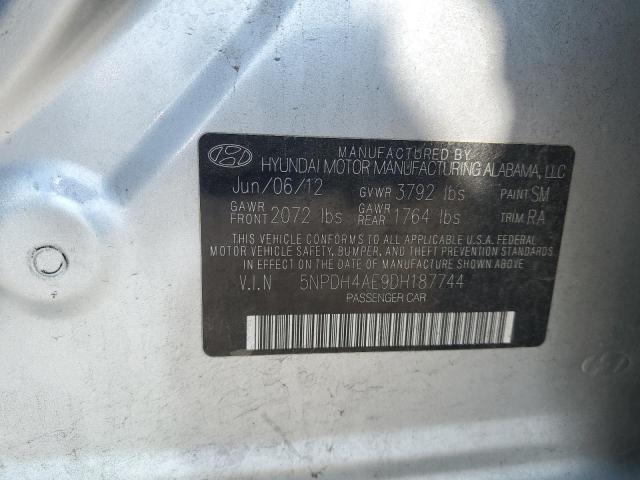 MANUFACTURED BY
HYUNDAI MOTOR MANUFACTURING ALABAMA, LLC
Jun/06/12 GVWR 3792 lbs PAINT SM
GAWR FRONT 2072 lbs GAWR REAR 1764 lbs TRIM RA
THIS VEHICLE CONFORMS TO ALL APPLICABLE U.S.A. FEDERAL
MOTOR VEHICLE SAFETY, BUMPER, AND THEFT PREVENTION STANDARDS
IN EFFECT ON THE DATE OF MANUFACTURE SHOWN ABOVE
V.I.N 5NPDH4AE9DH187744
PASSENGER CAR